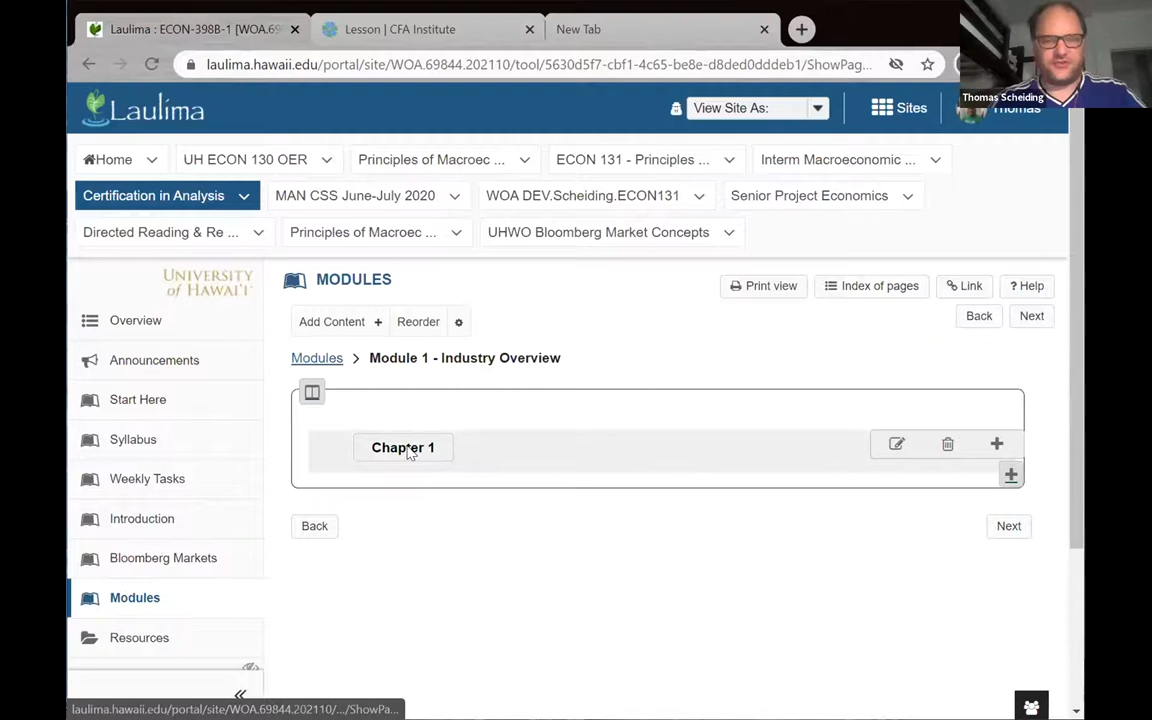 Laulima : ECON-398B-1 [WOA.69
Lesson | CFA Institute
New Tab
laulima.hawaii.edu/portal/site/WOA.69844.202110/tool/5630d5f7-cbf1-4c65-be8e-d8ded0dddeb1/ShowPag...
Thomas Scheiding
Laulima
View Site As:
Sites
Thomas
Home
UH ECON 130 OER
Principles of Macroec ...
ECON 131 - Principles ...
Interm Macroeconomic ...
Certification in Analysis
MAN CSS June-July 2020
WOA DEV.Scheiding.ECON131
Senior Project Economics
Directed Reading & Re ...
Principles of Macroec ...
UHWO Bloomberg Market Concepts
UNIVERSITY
of HAWAI'I
MODULES
Print view
Index of pages
Link
? Help
Overview
Add Content +
Reorder
Back
Next
Announcements
Modules > Module 1 - Industry Overview
Start Here
Syllabus
Chapter 1
Weekly Tasks
Introduction
Back
Next
Bloomberg Markets
Modules
Resources
laulima.hawaii.edu/portal/site/WOA.69844.202110/.../ShowPa...